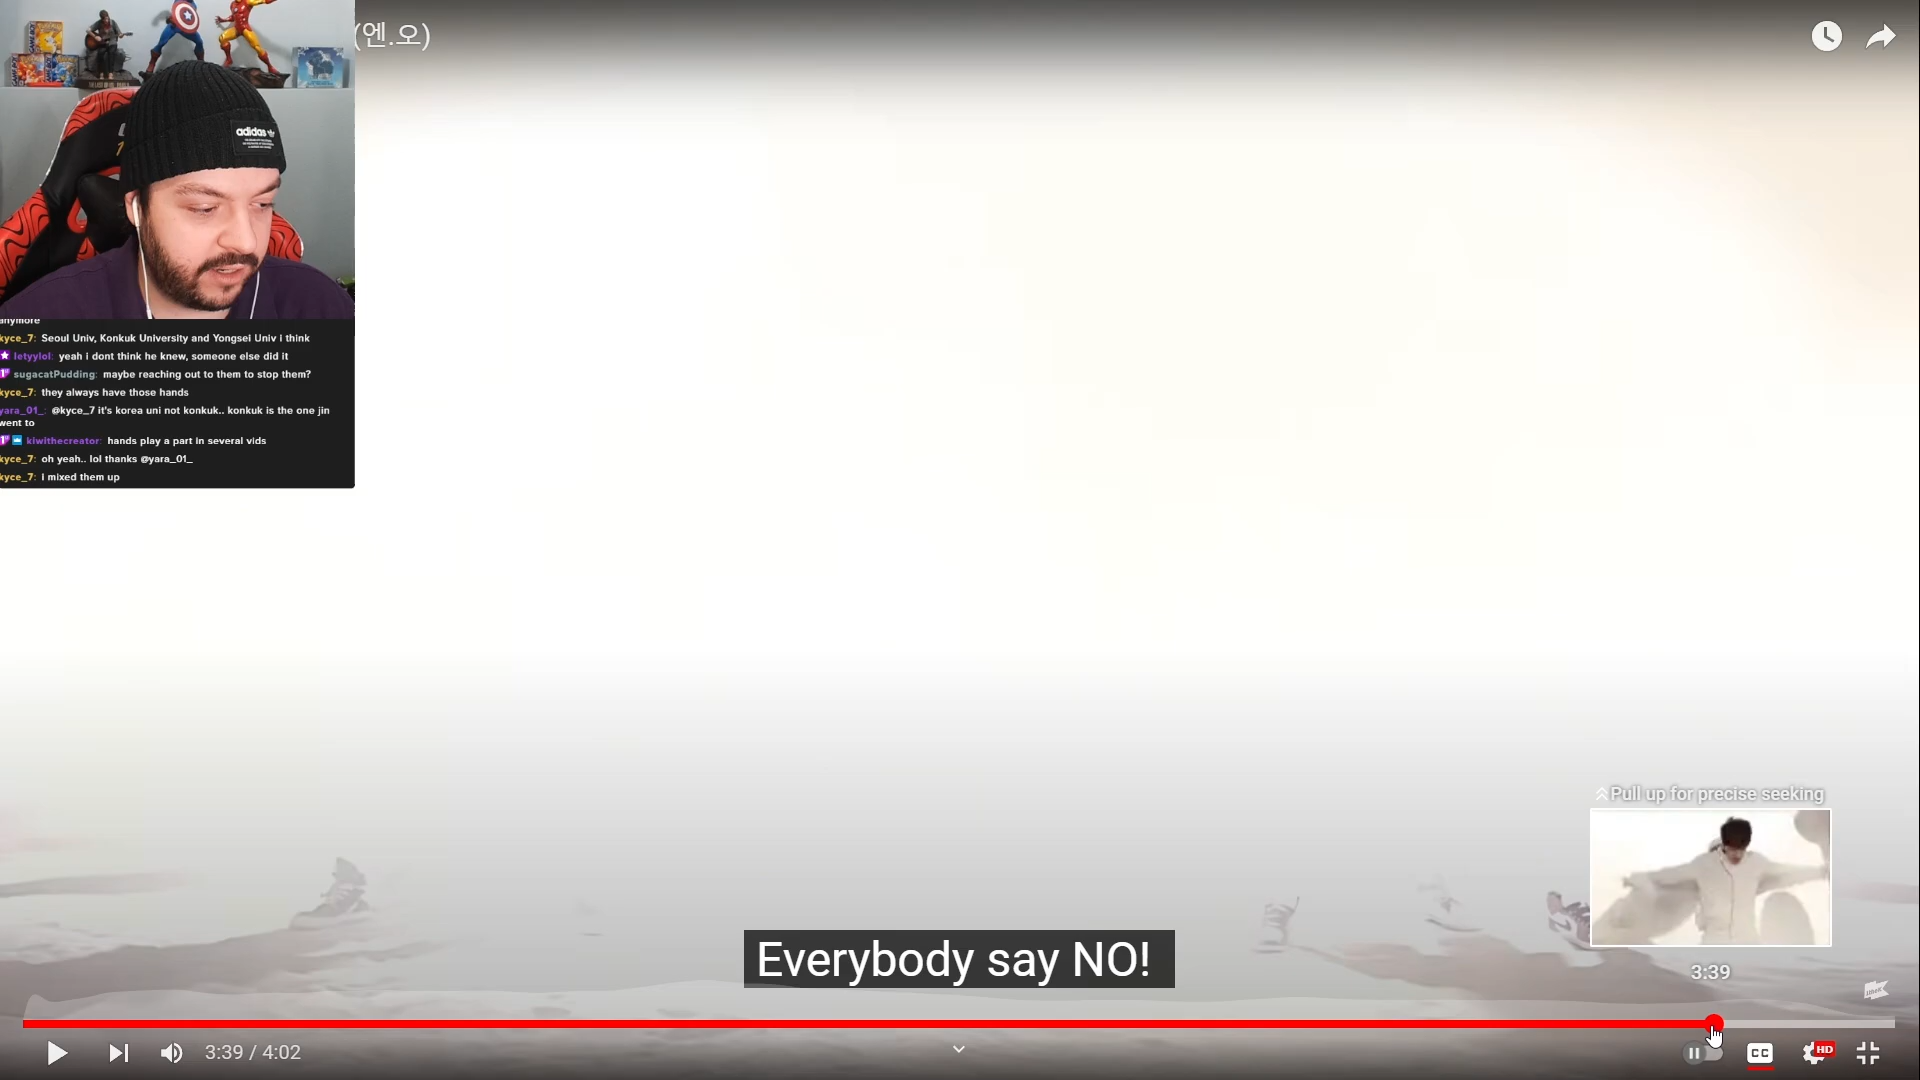 (엔.오)
adidas
anymore
kyce_7: Seoul Univ, Konkuk University and Yongsei Univ i think
letyylol: yeah i dont think he knew, someone else did it
sugacatPudding: maybe reaching out to them to stop them?
kyce_7: they always have those hands
yara_01_: @kyce_7 it's korea uni not konkuk.. konkuk is the one jin
went to
kiwithecreator: hands play a part in several vids
kyce_7: oh yeah.. lol thanks @yara_01_
kyce_7: i mixed them up
Pull up for precise seeking
Everybody say NO!
3:39
3:39 / 4:02
CC
HD